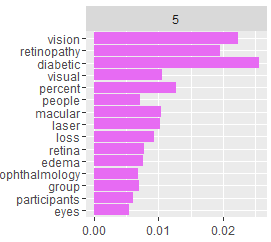 5
vision
retinopathy
diabetic
visual
percent
people
macular
laser
loss
retina
edema
ophthalmology
group
participants
eyes
0.00 0.01 0.02